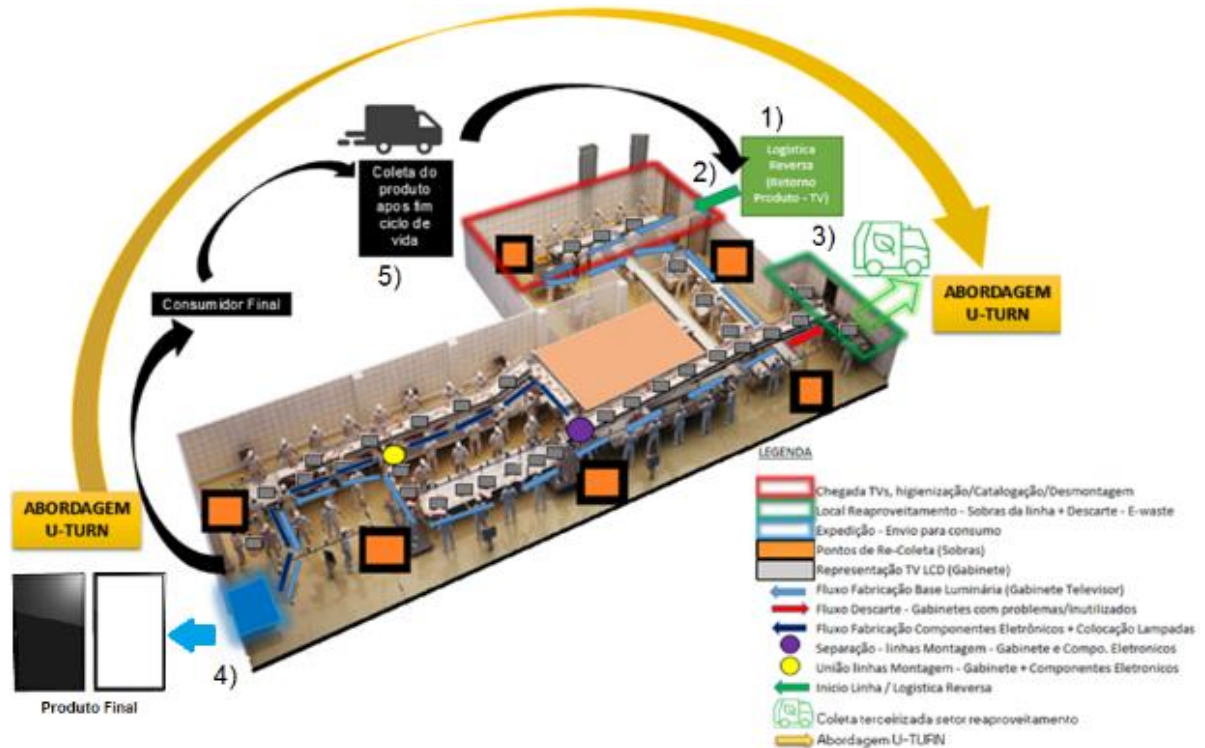 1)
Logística
Reversa
(Retorno
Produto - TV)
2)
3)
Coleta do
produto
apos fim
ciclo de
vida
5)
Consumidor Final
ABORDAGEM
U-TURN
ABORDAGEM
U-TURN
4)
Produto Final
LEGENDA
Chegada TVs, higienização/Catalogação/Desmontagem
Local Reaproveitamento - Sobras da linha + Descarte - E-waste
Expedição - Envio para consumo
Pontos de Re-Coleta (Sobras)
Representação TV LCD (Gabinete)
Fluxo Fabricação Base Luminária (Gabinete Televisor)
Fluxo Descarte - Gabinetes com problemas/Inutilizados
Fluxo Fabricação Componentes Eletrônicos + Colocação Lampadas
Separação - linhas Montagem - Gabinete e Compo. Eletronicos
União linhas Montagem - Gabinete + Componentes Eletronicos
Inicio Linha / Logistica Reversa
Coleta terceirizada setor reaproveitamento
Abordagem U-TURN